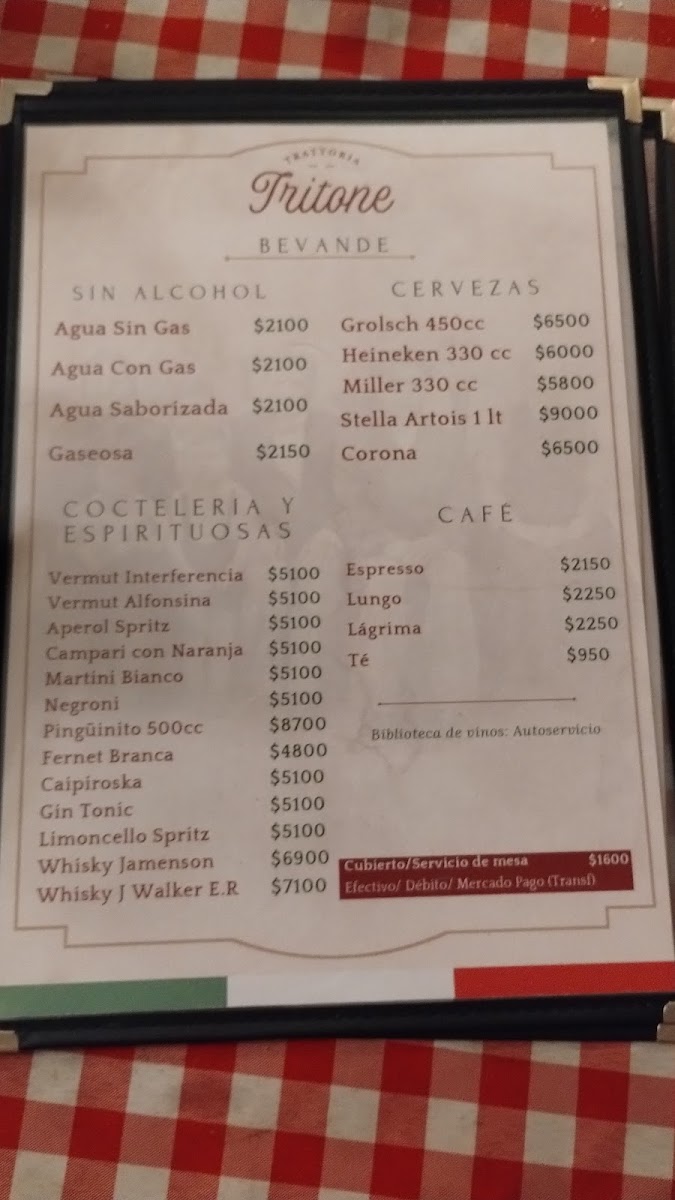 TRATTORIA
Tritone
BEVANDE
SIN ALCOHOL
Agua Sin Gas $2100
Agua Con Gas $2100
Agua Saborizada $2100
Gaseosa $2150
CERVEZAS
Grolsch 450cc $6500
Heineken 330 cc $6000
Miller 330 cc $5800
Stella Artois 1 lt $9000
Corona $6500
COCTELERÍA Y
ESPIRITUOSAS
Vermut Interferencia $5100
Vermut Alfonsina $5100
Aperol Spritz $5100
Campari con Naranja $5100
Martini Bianco $5100
Negroni $5100
Pingüinito 500cc $8700
Fernet Branca $4800
Caipiroska $5100
Gin Tonic $5100
Limoncello Spritz $5100
Whisky Jamenson $6900
Whisky J Walker E.R $7100
CAFÉ
Espresso $2150
Lungo $2250
Lágrima $2250
Té $950
Biblioteca de vinos: Autoservicio
Cubierto/Servicio de mesa $1600
Efectivo/ Débito/ Mercado Pago (Transf)